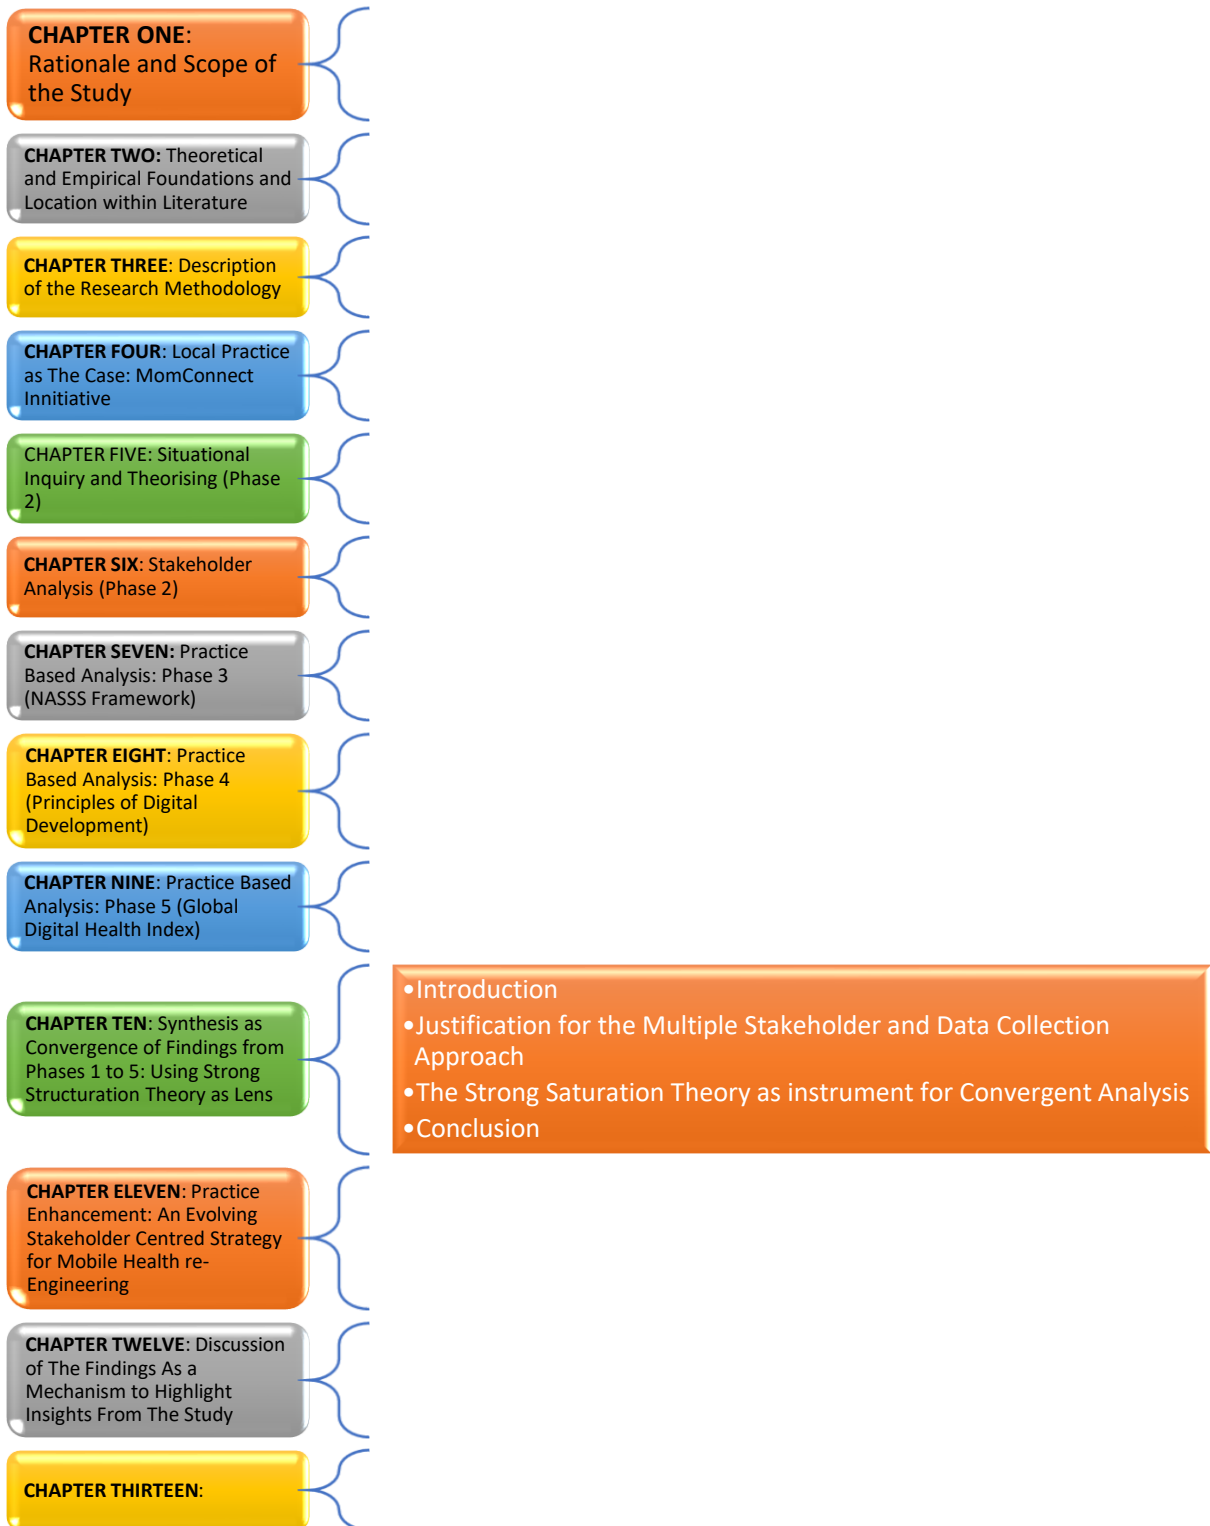 CHAPTER ONE:
Rationale and Scope of
the Study
CHAPTER TWO: Theoretical
and Empirical Foundations and
Location within Literature
CHAPTER THREE: Description
of the Research Methodology
CHAPTER FOUR: Local Practice
as The Case: MomConnect
Innitiative
CHAPTER FIVE: Situational
Inquiry and Theorising (Phase
2)
CHAPTER SIX: Stakeholder
Analysis (Phase 2)
CHAPTER SEVEN: Practice
Based Analysis: Phase 3
(NASSS Framework)
CHAPTER EIGHT: Practice
Based Analysis: Phase 4
(Principles of Digital
Development)
CHAPTER NINE: Practice Based
Analysis: Phase 5 (Global
Digital Health Index)
CHAPTER TEN: Synthesis as
Convergence of Findings from
Phases 1 to 5: Using Strong
Structuration Theory as Lens
•Introduction
•Justification for the Multiple Stakeholder and Data Collection
Approach
•The Strong Saturation Theory as instrument for Convergent Analysis
•Conclusion
CHAPTER ELEVEN: Practice
Enhancement: An Evolving
Stakeholder Centred Strategy
for Mobile Health re-
Engineering
CHAPTER TWELVE: Discussion
of The Findings As a
Mechanism to Highlight
Insights From The Study
CHAPTER THIRTEEN: